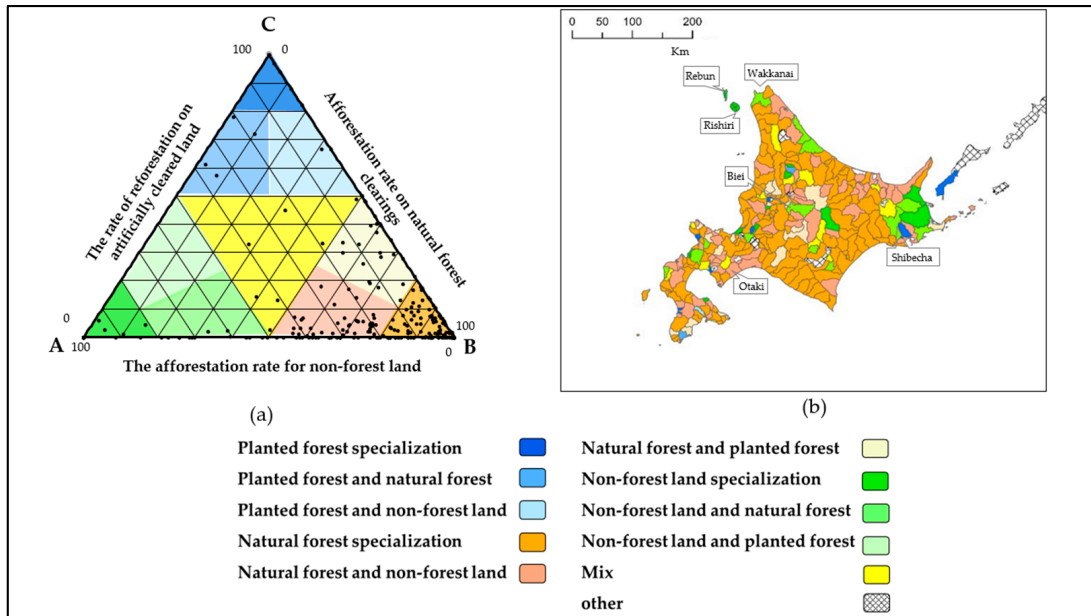 C
100 0
The rate of reforestation on
artificially cleared land
Afforestation rate on natural forest
clearings
0
A
100
100
0
B
The afforestation rate for non-forest land
(a)
0 50 100 200
Km
Rebun
Wakkanai
Rishiri
Biei
Shibecha
Otaki
(b)
Planted forest specialization
Planted forest and natural forest
Planted forest and non-forest land
Natural forest specialization
Natural forest and non-forest land
Natural forest and planted forest
Non-forest land specialization
Non-forest land and natural forest
Non-forest land and planted forest
Mix
other